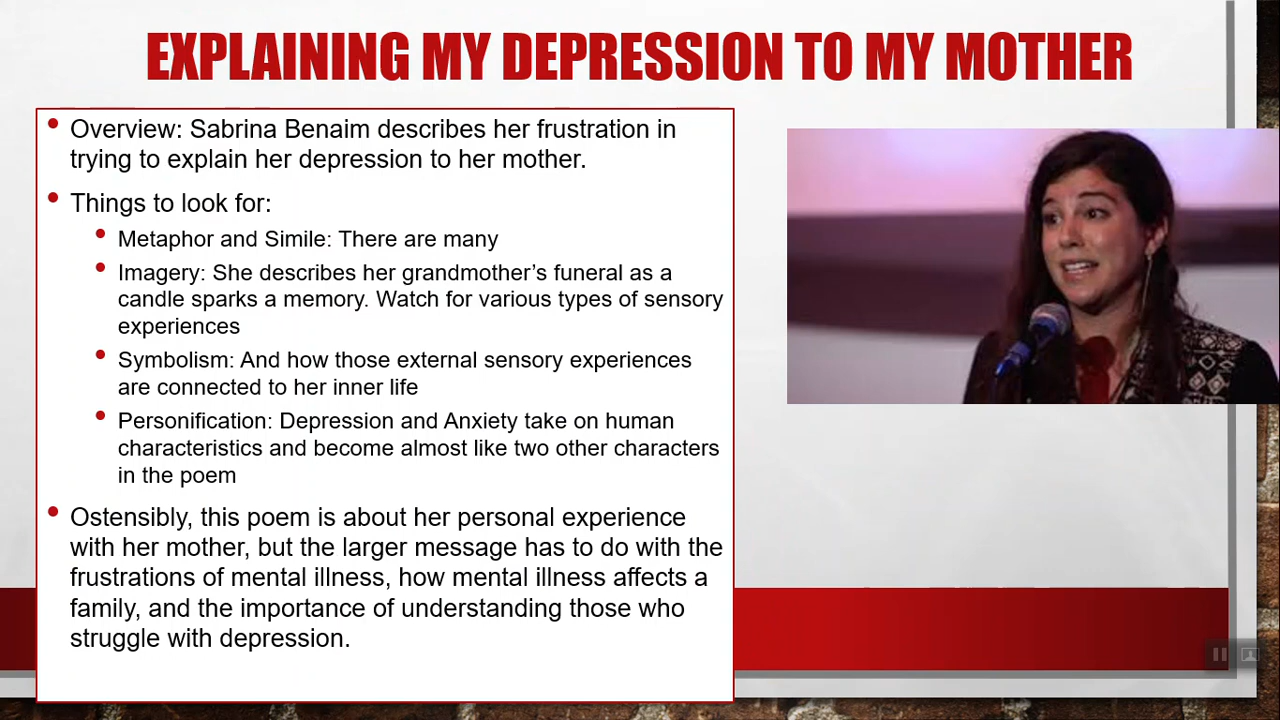 EXPLAINING MY DEPRESSION TO MY MOTHER
Overview: Sabrina Benaim describes her frustration in
trying to explain her depression to her mother.
Things to look for:
Metaphor and Simile: There are many
Imagery: She describes her grandmother’s funeral as a
candle sparks a memory. Watch for various types of sensory
experiences
Symbolism: And how those external sensory experiences
are connected to her inner life
Personification: Depression and Anxiety take on human
characteristics and become almost like two other characters
in the poem
Ostensibly, this poem is about her personal experience
with her mother, but the larger message has to do with the
frustrations of mental illness, how mental illness affects a
family, and the importance of understanding those who
struggle with depression.